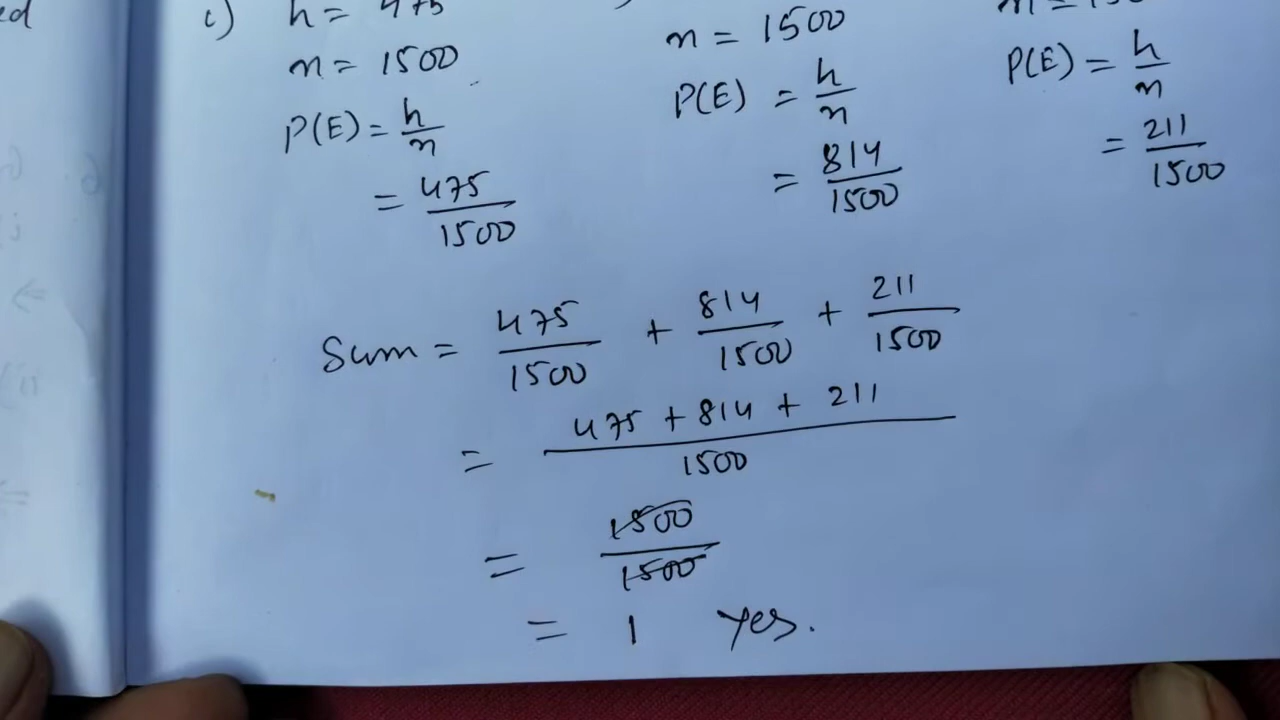 ed
c) h = 475
n = 1500
P(E) = h/n
= 475/1500
n = 1500
P(E) = h/n
= 814/1500
P(E) = h/n
= 211/1500
Sum = 475/1500 + 814/1500 + 211/1500
= 475 + 814 + 211/1500
= 1500/1500
= 1 Yes.